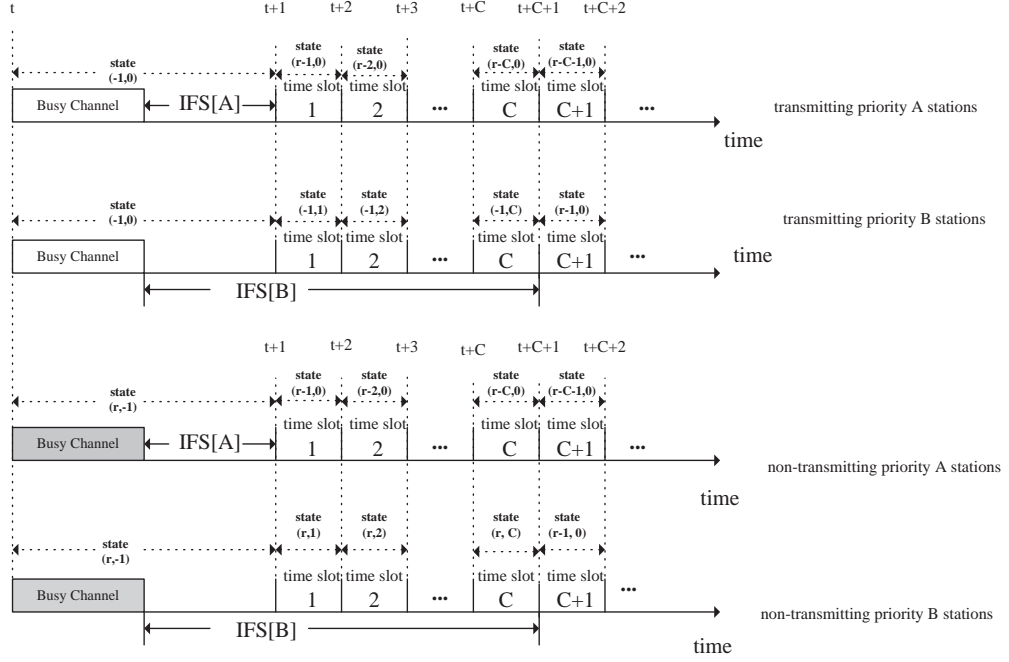 t t+1 t+2 t+3 t+C t+C+1 t+C+2
state state state state state
(-1,0) (r-1,0) (r-2,0) (r-C,0) (r-C-1,0)
Busy Channel IFS[A] time slot time slot time slot time slot
1 2 ... C C+1 ... transmitting priority A stations
time
state state state state state
(-1,0) (-1,1) (-1,2) (-1,C) (r-1,0) transmitting priority B stations
Busy Channel time slot time slot time slot time slot
1 2 ... C C+1 ... time
IFS[B]
t+1 t+2 t+3 t+C t+C+1 t+C+2
state state state state state
(r,-1) (r-1,0) (r-2,0) (r-C,0) (r-C-1,0)
Busy Channel IFS[A] time slot time slot time slot time slot
1 2 ... C C+1 ... non-transmitting priority A stations
time
state state state state state
(r,-1) (r,1) (r,2) (r, C) (r-1, 0)
Busy Channel time slot time slot time slot time slot
1 2 ... C C+1 ... non-transmitting priority B stations
IFS[B] time